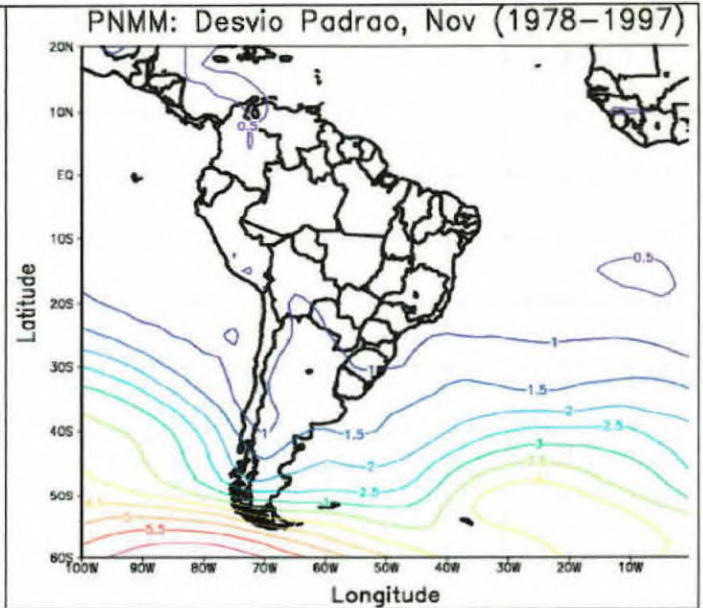 PNMM: Desvio Padrao, Nov (1978-1997)
20N
10N
EQ
10S
20S
30S
40S
50S
60S
Latitude
100W 90W 80W 70W 60W 50W 40W 30W 20W 10W
Longitude
0.5
0.5
1
1
1.5
1.5
2
2
2.5
2.5
3
3
5
5.5